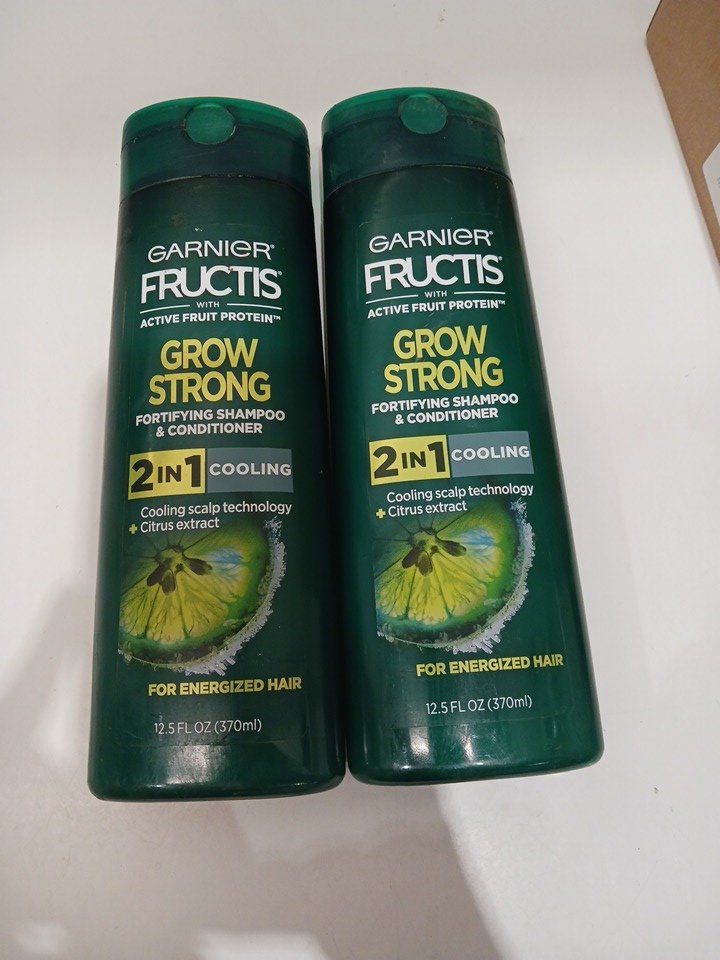 GARNIER®
FRUCTIS®
WITH
ACTIVE FRUIT PROTEIN™
GROW
STRONG
FORTIFYING SHAMPOO
& CONDITIONER
2 IN 1 COOLING
Cooling scalp technology
+ Citrus extract
FOR ENERGIZED HAIR
12.5 FL OZ (370ml)
GARNIER®
FRUCTIS®
WITH
ACTIVE FRUIT PROTEIN™
GROW
STRONG
FORTIFYING SHAMPOO
& CONDITIONER
2 IN 1 COOLING
Cooling scalp technology
+ Citrus extract
FOR ENERGIZED HAIR
12.5 FL OZ (370ml)